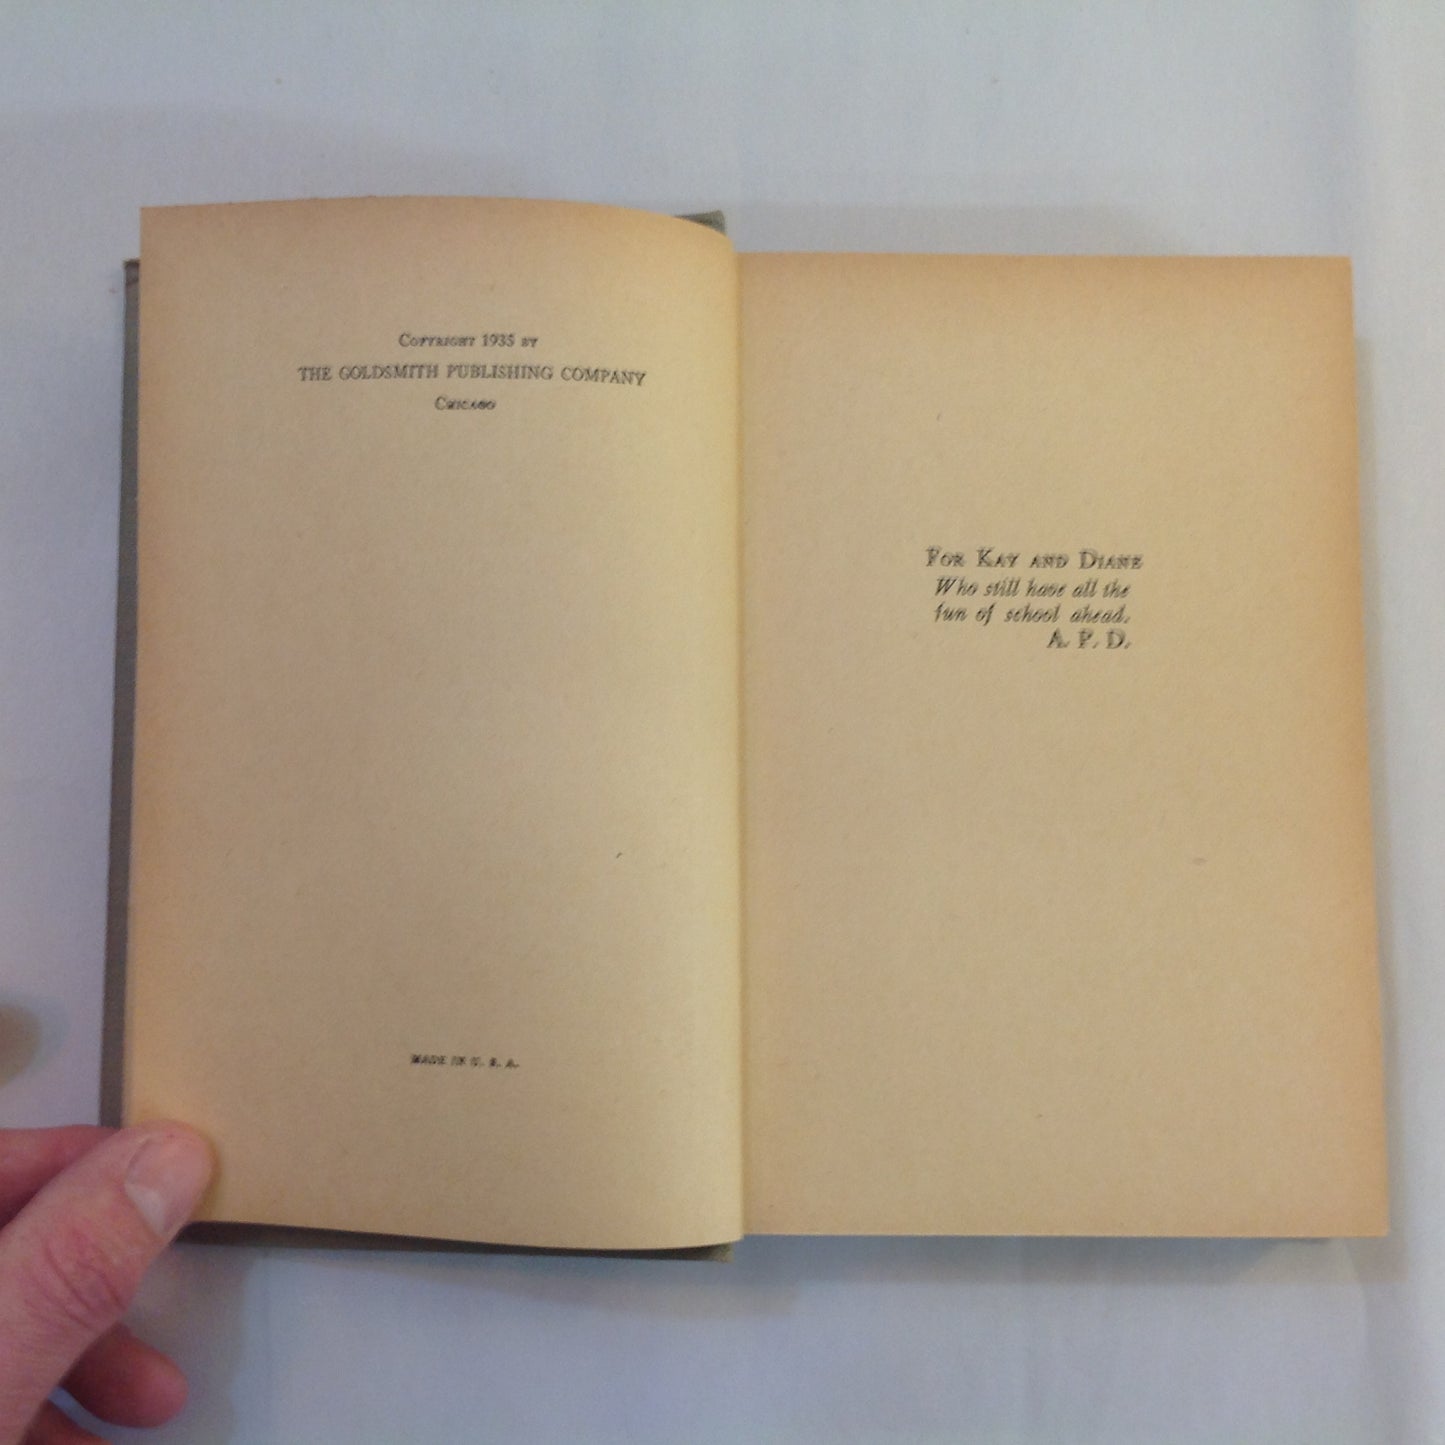 COPYRIGHT 1935 BY
THE GOLDSMITH PUBLISHING COMPANY
CHICAGO
MADE IN U. S. A.
FOR KAY AND DIANE
Who still have all the
fun of school ahead.
A. P. D.